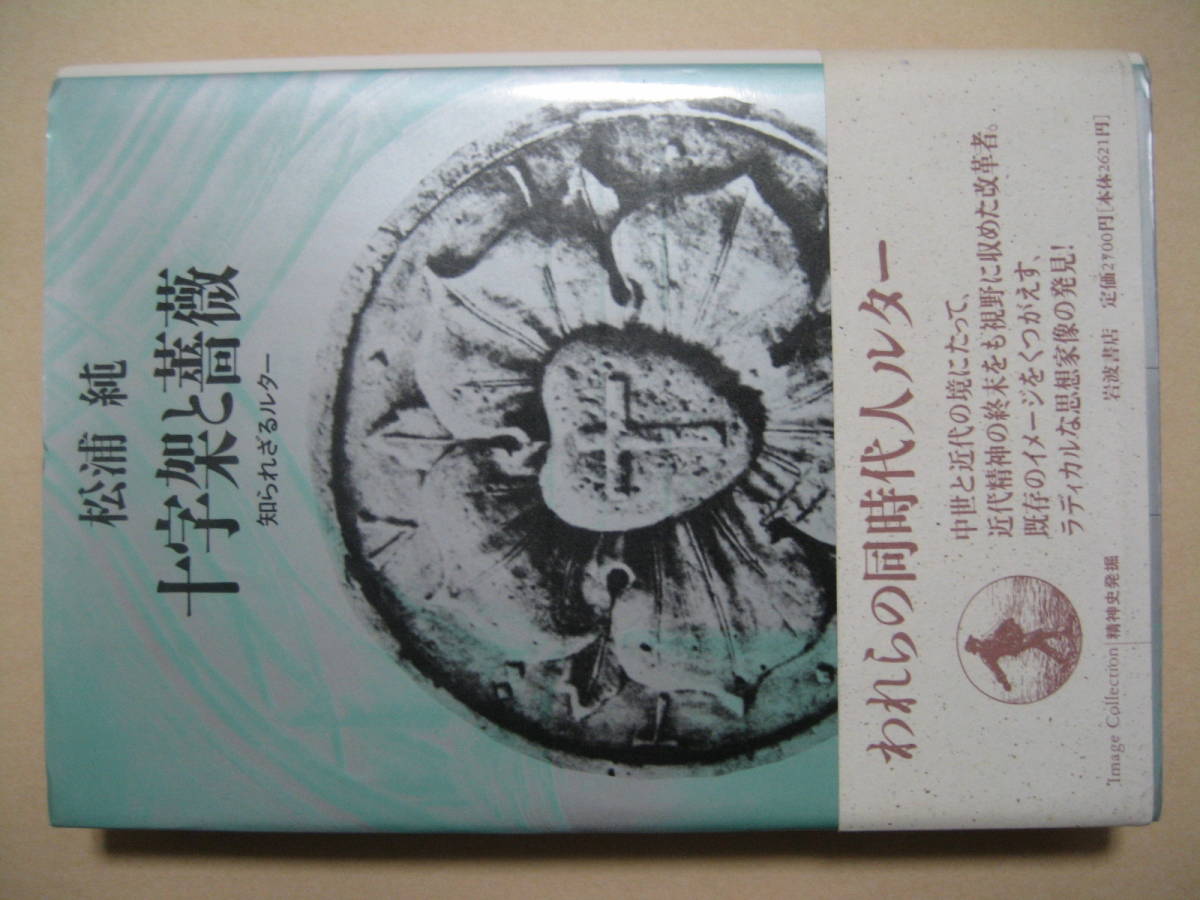 松浦 純
十字架と薔薇
知られざるルター
われらの同時代人ルター
中世と近代の境にたって、
近代精神の終末をも視野に収めた改革者。
既存のイメージをくつがえす、
ラディカルな思想家像の発見!
岩波書店 定価2700円[本体2621円]
Image Collection 精神史発掘